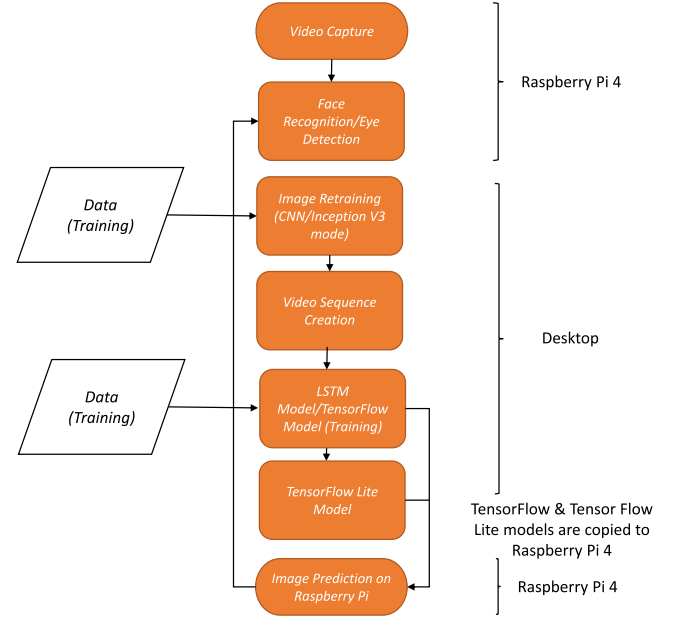 Video Capture
Raspberry Pi 4
Face
Recognition/Eye
Detection
Data
(Training)
Image Retraining
(CNN/Inception V3
mode)
Video Sequence
Creation
Desktop
Data
(Training)
LSTM
Model/TensorFlow
Model (Training)
TensorFlow Lite
Model
TensorFlow & Tensor Flow
Lite models are copied to
Raspberry Pi 4
Image Prediction on
Raspberry Pi
Raspberry Pi 4